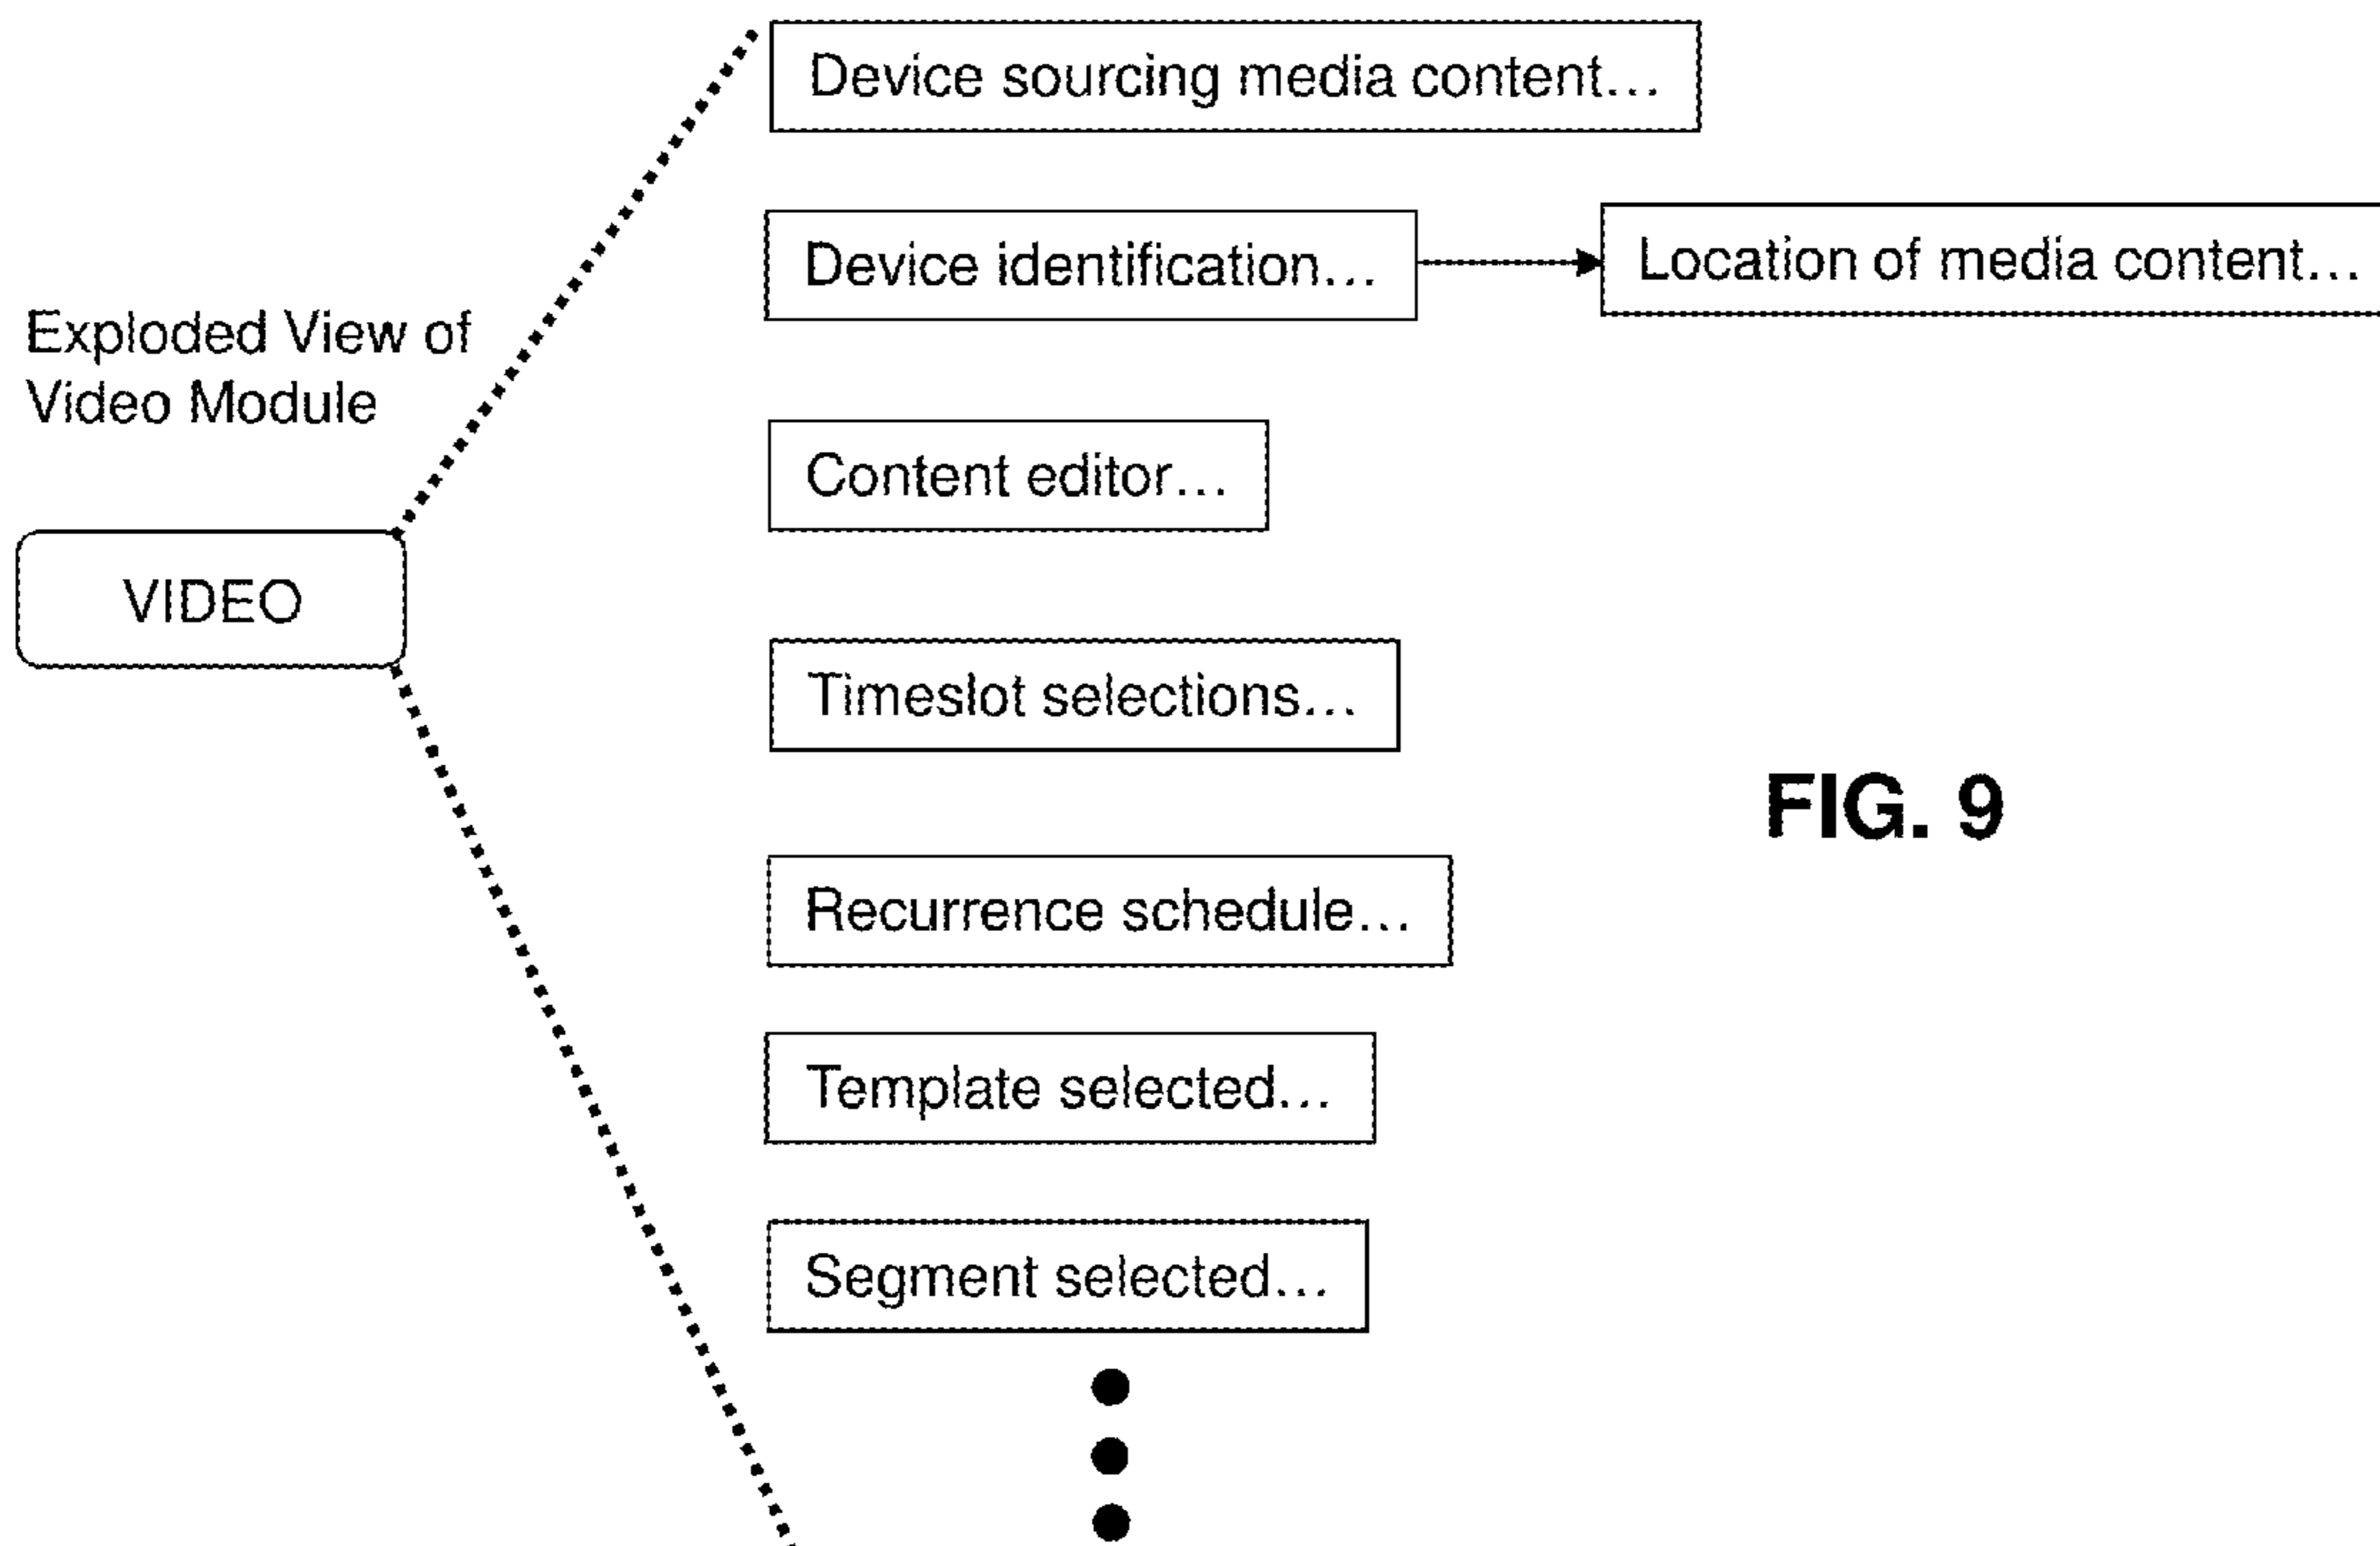 Device sourcing media content...
Device identification...
Location of media content...
Exploded View of
Video Module
Content editor...
VIDEO
Timeslot selections...
FIG. 9
Recurrence schedule...
Template selected...
Segment selected...